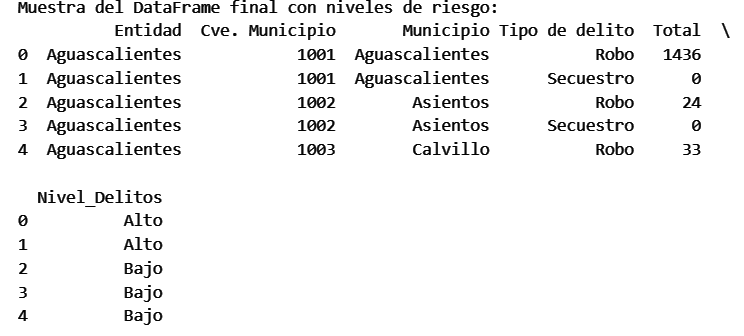 Muestra del DataFrame final con niveles de riesgo:
Entidad Cve. Municipio Municipio Tipo de delito Total \
0 Aguascalientes 1001 Aguascalientes Robo 1436
1 Aguascalientes 1001 Aguascalientes Secuestro 0
2 Aguascalientes 1002 Asientos Robo 24
3 Aguascalientes 1002 Asientos Secuestro 0
4 Aguascalientes 1003 Calvillo Robo 33
Nivel_Delitos
0 Alto
1 Alto
2 Bajo
3 Bajo
4 Bajo